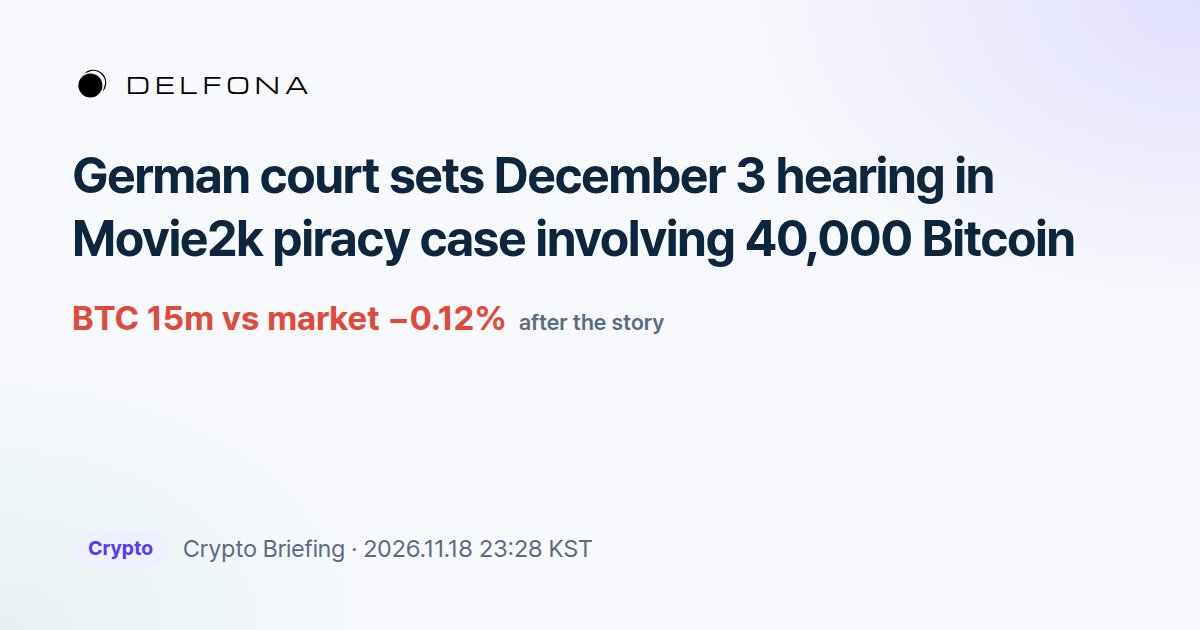 DELFONA
German court sets December 3 hearing in
Movie2k piracy case involving 40,000 Bitcoin
BTC 15m vs market −0.12% after the story
Crypto Crypto Briefing · 2026.11.18 23:28 KST